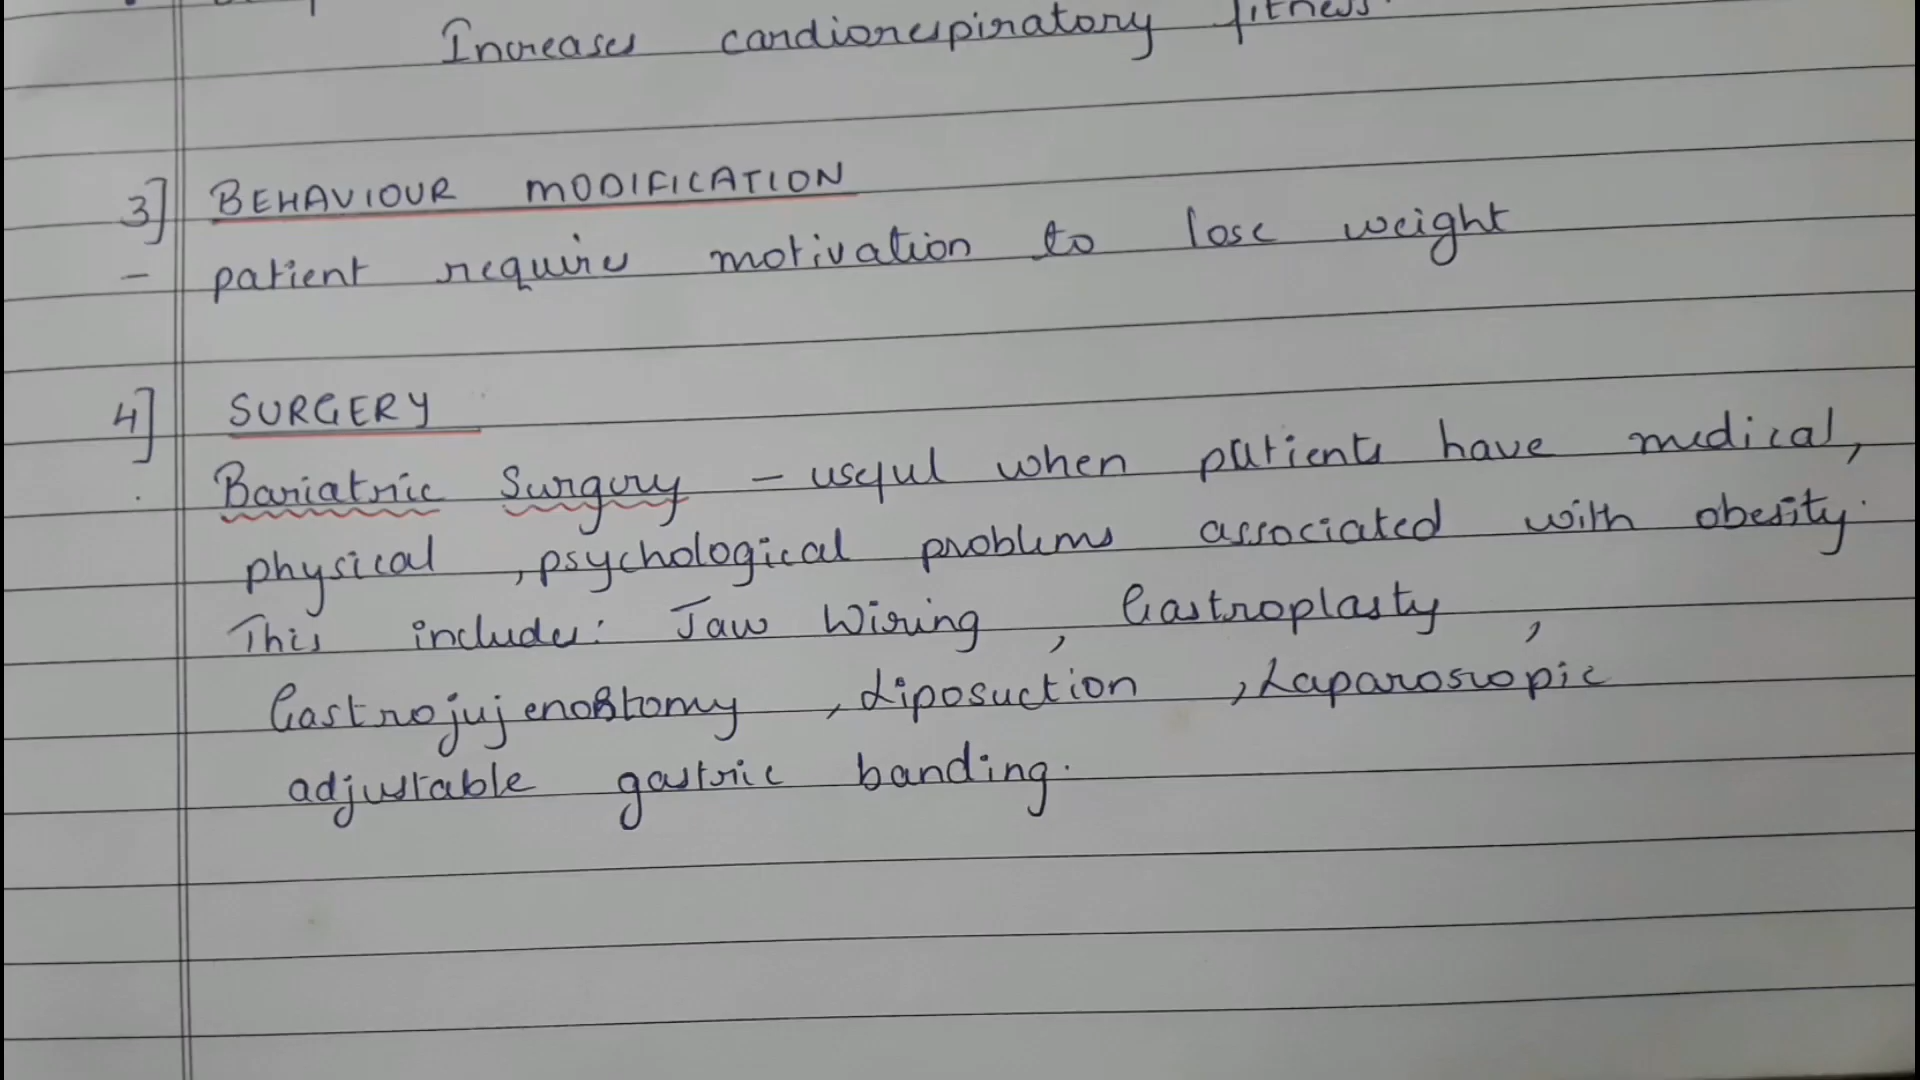 Increases cardiorespiratory fitness.
3] BEHAVIOUR MODIFICATION
- patient requires motivation to lose weight
4] SURGERY
Bariatric Surgery - useful when patients have medical,
physical, psychological problems associated with obesity.
This includes: Jaw Wiring, Gastroplasty,
Gastrojujenostomy, Liposuction, Laparoscopic
adjustable gastric banding.